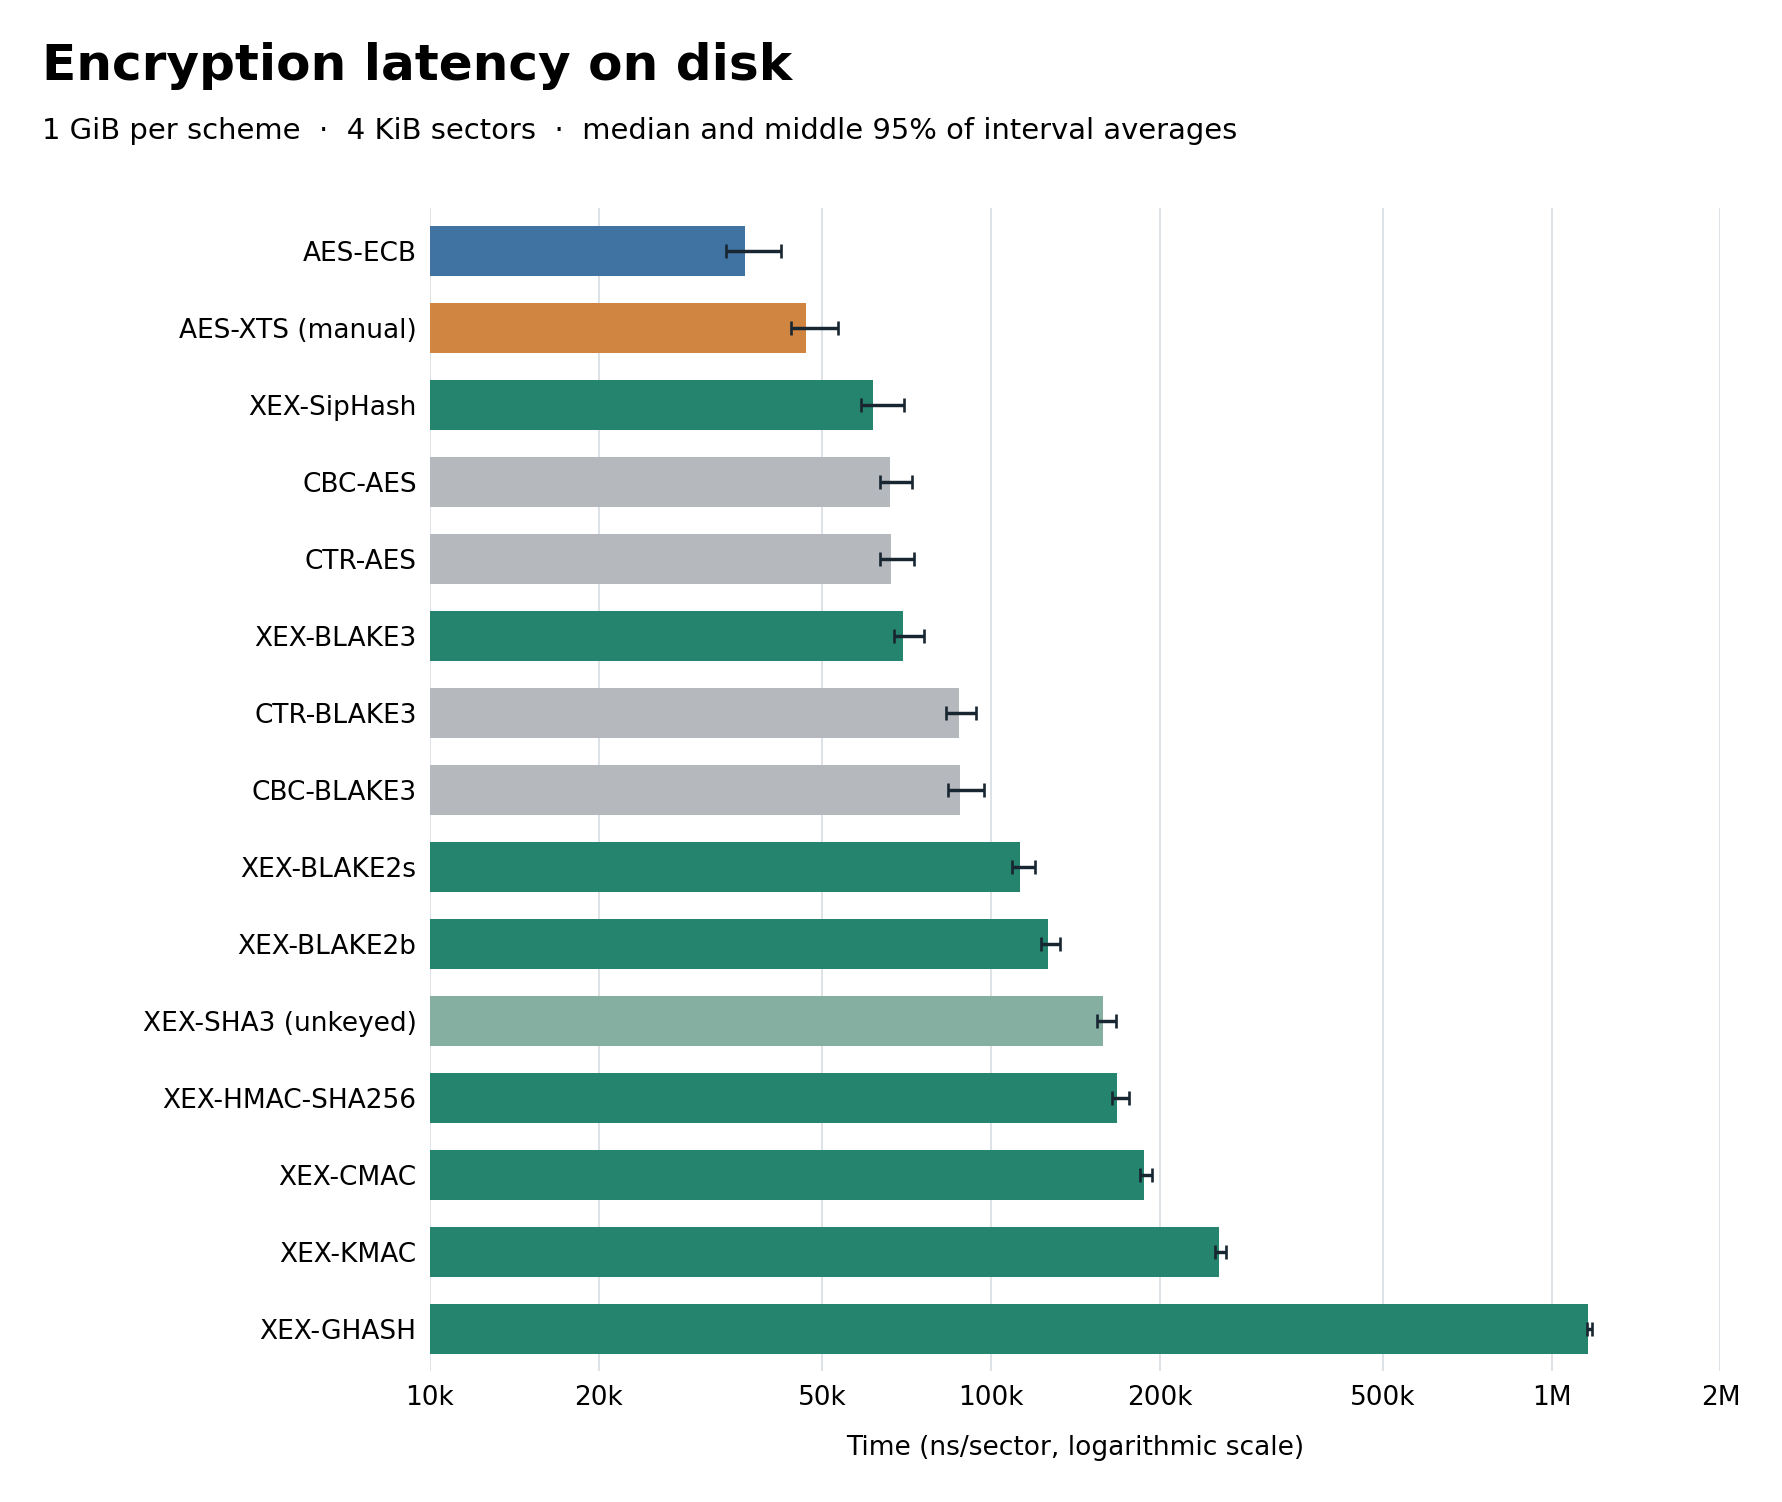 Encryption latency on disk
1 GiB per scheme · 4 KiB sectors · median and middle 95% of interval averages
AES-ECB
AES-XTS (manual)
XEX-SipHash
CBC-AES
CTR-AES
XEX-BLAKE3
CTR-BLAKE3
CBC-BLAKE3
XEX-BLAKE2s
XEX-BLAKE2b
XEX-SHA3 (unkeyed)
XEX-HMAC-SHA256
XEX-CMAC
XEX-KMAC
XEX-GHASH
10k 20k 50k 100k 200k 500k 1M 2M
Time (ns/sector, logarithmic scale)